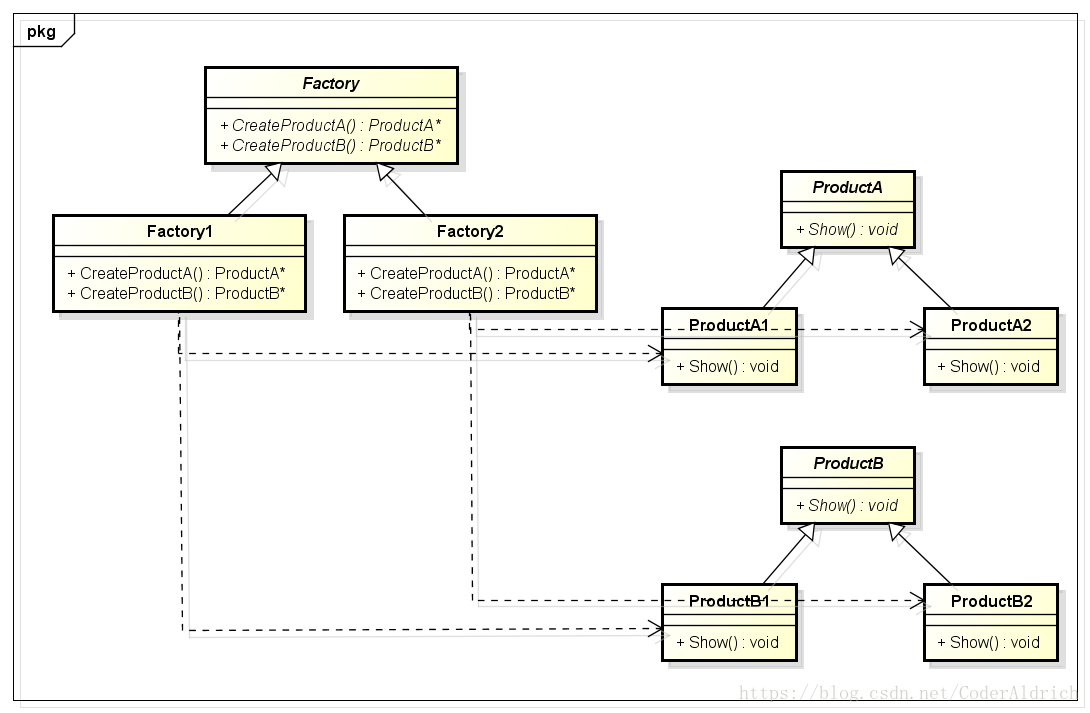 pkg
Factory
+ CreateProductA() : ProductA*
+ CreateProductB() : ProductB*
Factory1
+ CreateProductA() : ProductA*
+ CreateProductB() : ProductB*
Factory2
+ CreateProductA() : ProductA*
+ CreateProductB() : ProductB*
ProductA
+ Show() : void
ProductA1
+ Show() : void
ProductA2
+ Show() : void
ProductB
+ Show() : void
ProductB1
+ Show() : void
ProductB2
+ Show() : void
https://blog.csdn.net/CoderAldrich